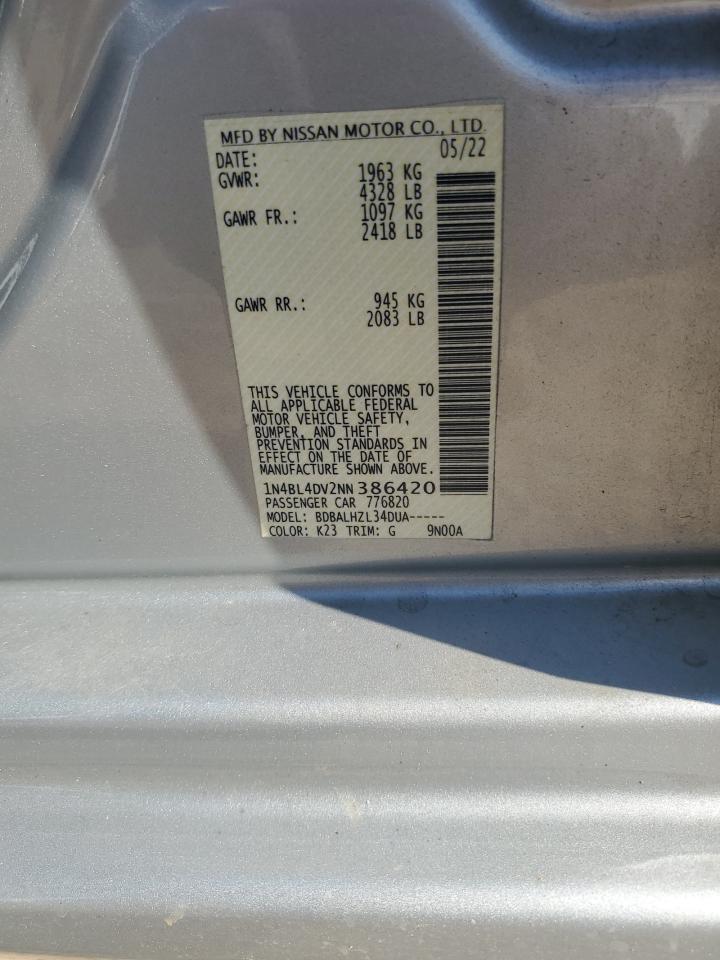 MFD BY NISSAN MOTOR CO., LTD.
DATE: 05/22
GVWR: 1963 KG
4328 LB
GAWR FR.: 1097 KG
2418 LB
GAWR RR.: 945 KG
2083 LB
THIS VEHICLE CONFORMS TO
ALL APPLICABLE FEDERAL
MOTOR VEHICLE SAFETY,
BUMPER, AND THEFT
PREVENTION STANDARDS IN
EFFECT ON THE DATE OF
MANUFACTURE SHOWN ABOVE.
1N4BL4DV2NN386420
PASSENGER CAR 776820
MODEL: BDBALHZL34DUA-----
COLOR: K23 TRIM: G 9N00A